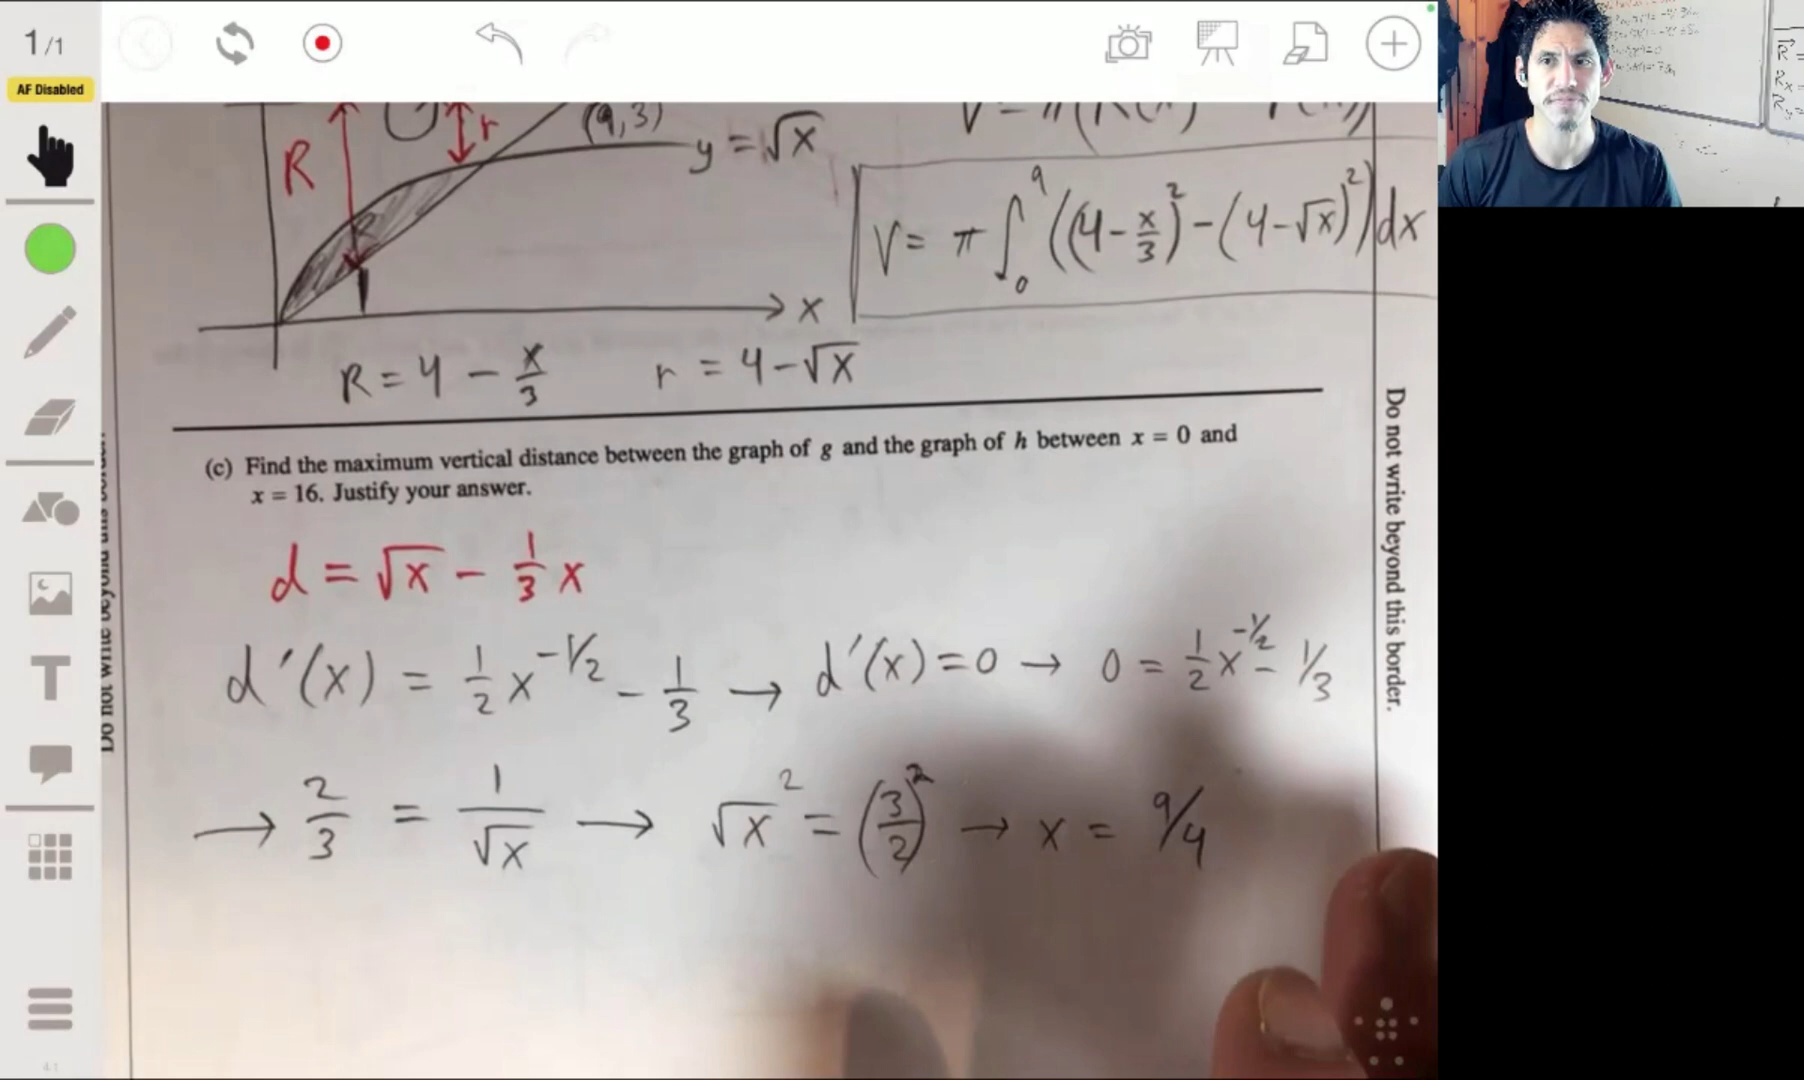 1/1
AF Disabled
R
r
(9,3)
y = √x
V = π
x
V = π∫₀⁹((4-x/3)²-(4-√x)²)dx
R = 4 - x/3
r = 4-√x
(c) Find the maximum vertical distance between the graph of g and the graph of h between x = 0 and
x = 16. Justify your answer.
d = √x - 1/3 x
d'(x) = 1/2 x^-1/2 - 1/3 → d'(x) = 0 → 0 = 1/2 x^-1/2 - 1/3
→ 2/3 = 1/√x → √x² = (3/2)² → x = 9/4
Do not write beyond this border.
Do not write beyond this border.
T
4.1